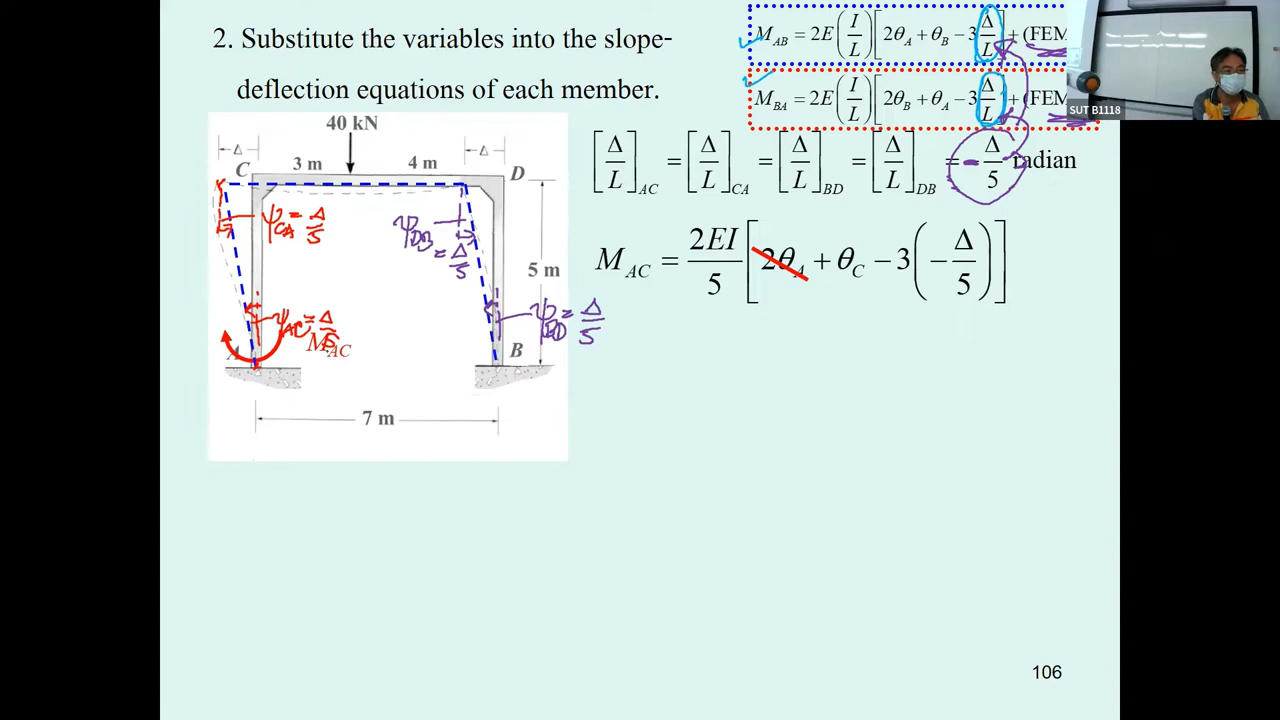 2. Substitute the variables into the slope-
deflection equations of each member.
M_AB = 2E(I/L)[2θ_A + θ_B − 3Δ/L] + (FEM
M_BA = 2E(I/L)[2θ_B + θ_A − 3Δ/L] + (FEM
SUT B1118
[Δ/L]_AC = [Δ/L]_CA = [Δ/L]_BD = [Δ/L]_DB = −Δ/5 radian
M_AC = 2EI/5 [2θ_A + θ_C − 3(−Δ/5)]
40 kN
Δ Δ
C 3 m 4 m D
ψ_CA = Δ/5
ψ_DB = Δ/5
5 m
ψ_AC = Δ/5
ψ_BD = Δ/5
M_AC
A B
7 m
106